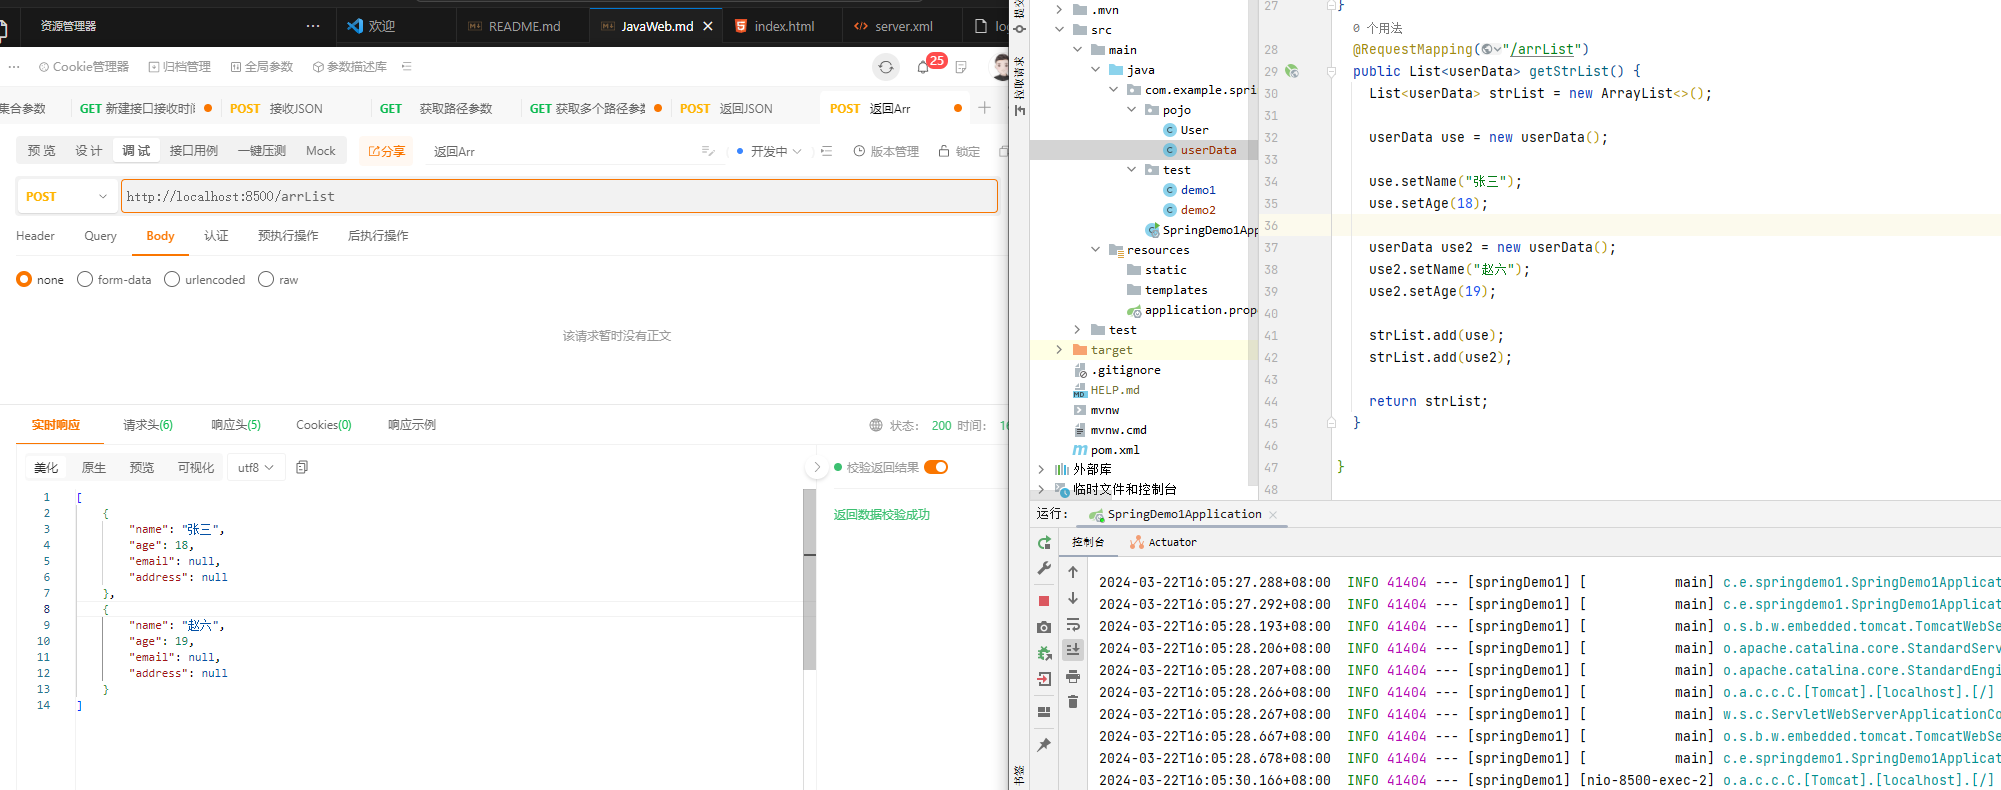 资源管理器
欢迎
README.md
JavaWeb.md
index.html
server.xml
Cookie管理器
归档管理
全局参数
参数描述库
25
集合参数
GET 新建接口接收时
POST 接收JSON
GET 获取路径参数
GET 获取多个路径参
POST 返回JSON
POST 返回Arr
预览
设计
调试
接口用例
一键压测
Mock
分享
返回Arr
开发中
版本管理
锁定
POST
http://localhost:8500/arrList
Header
Query
Body
认证
预执行操作
后执行操作
none
form-data
urlencoded
raw
该请求暂时没有正文
实时响应
请求头(6)
响应头(5)
Cookies(0)
响应示例
状态: 200 时间: 16
美化
原生
预览
可视化
utf8
校验返回结果
返回数据校验成功
1 [
2 {
3 "name": "张三",
4 "age": 18,
5 "email": null,
6 "address": null
7 },
8 {
9 "name": "赵六",
10 "age": 19,
11 "email": null,
12 "address": null
13 }
14 ]
拉取请求
书签
.mvn
src
main
java
com.example.spri
pojo
User
userData
test
demo1
demo2
SpringDemo1App
resources
static
templates
application.prop
test
target
.gitignore
HELP.md
mvnw
mvnw.cmd
pom.xml
外部库
临时文件和控制台
27 }
0 个用法
28 @RequestMapping("/arrList")
29 public List<userData> getStrList() {
30 List<userData> strList = new ArrayList<>();
31
32 userData use = new userData();
33
34 use.setName("张三");
35 use.setAge(18);
36
37 userData use2 = new userData();
38 use2.setName("赵六");
39 use2.setAge(19);
40
41 strList.add(use);
42 strList.add(use2);
43
44 return strList;
45 }
46
47 }
48
运行: SpringDemo1Application
控制台
Actuator
2024-03-22T16:05:27.288+08:00 INFO 41404 --- [springDemo1] [ main] c.e.springdemo1.SpringDemo1Applicat
2024-03-22T16:05:27.292+08:00 INFO 41404 --- [springDemo1] [ main] c.e.springdemo1.SpringDemo1Applicat
2024-03-22T16:05:28.193+08:00 INFO 41404 --- [springDemo1] [ main] o.s.b.w.embedded.tomcat.TomcatWebSe
2024-03-22T16:05:28.206+08:00 INFO 41404 --- [springDemo1] [ main] o.apache.catalina.core.StandardServ
2024-03-22T16:05:28.207+08:00 INFO 41404 --- [springDemo1] [ main] o.apache.catalina.core.StandardEngi
2024-03-22T16:05:28.266+08:00 INFO 41404 --- [springDemo1] [ main] o.a.c.c.C.[Tomcat].[localhost].[/]
2024-03-22T16:05:28.267+08:00 INFO 41404 --- [springDemo1] [ main] w.s.c.ServletWebServerApplicationCo
2024-03-22T16:05:28.667+08:00 INFO 41404 --- [springDemo1] [ main] o.s.b.w.embedded.tomcat.TomcatWebSe
2024-03-22T16:05:28.678+08:00 INFO 41404 --- [springDemo1] [ main] c.e.springdemo1.SpringDemo1Applicat
2024-03-22T16:05:30.166+08:00 INFO 41404 --- [springDemo1] [nio-8500-exec-2] o.a.c.c.C.[Tomcat].[localhost].[/]